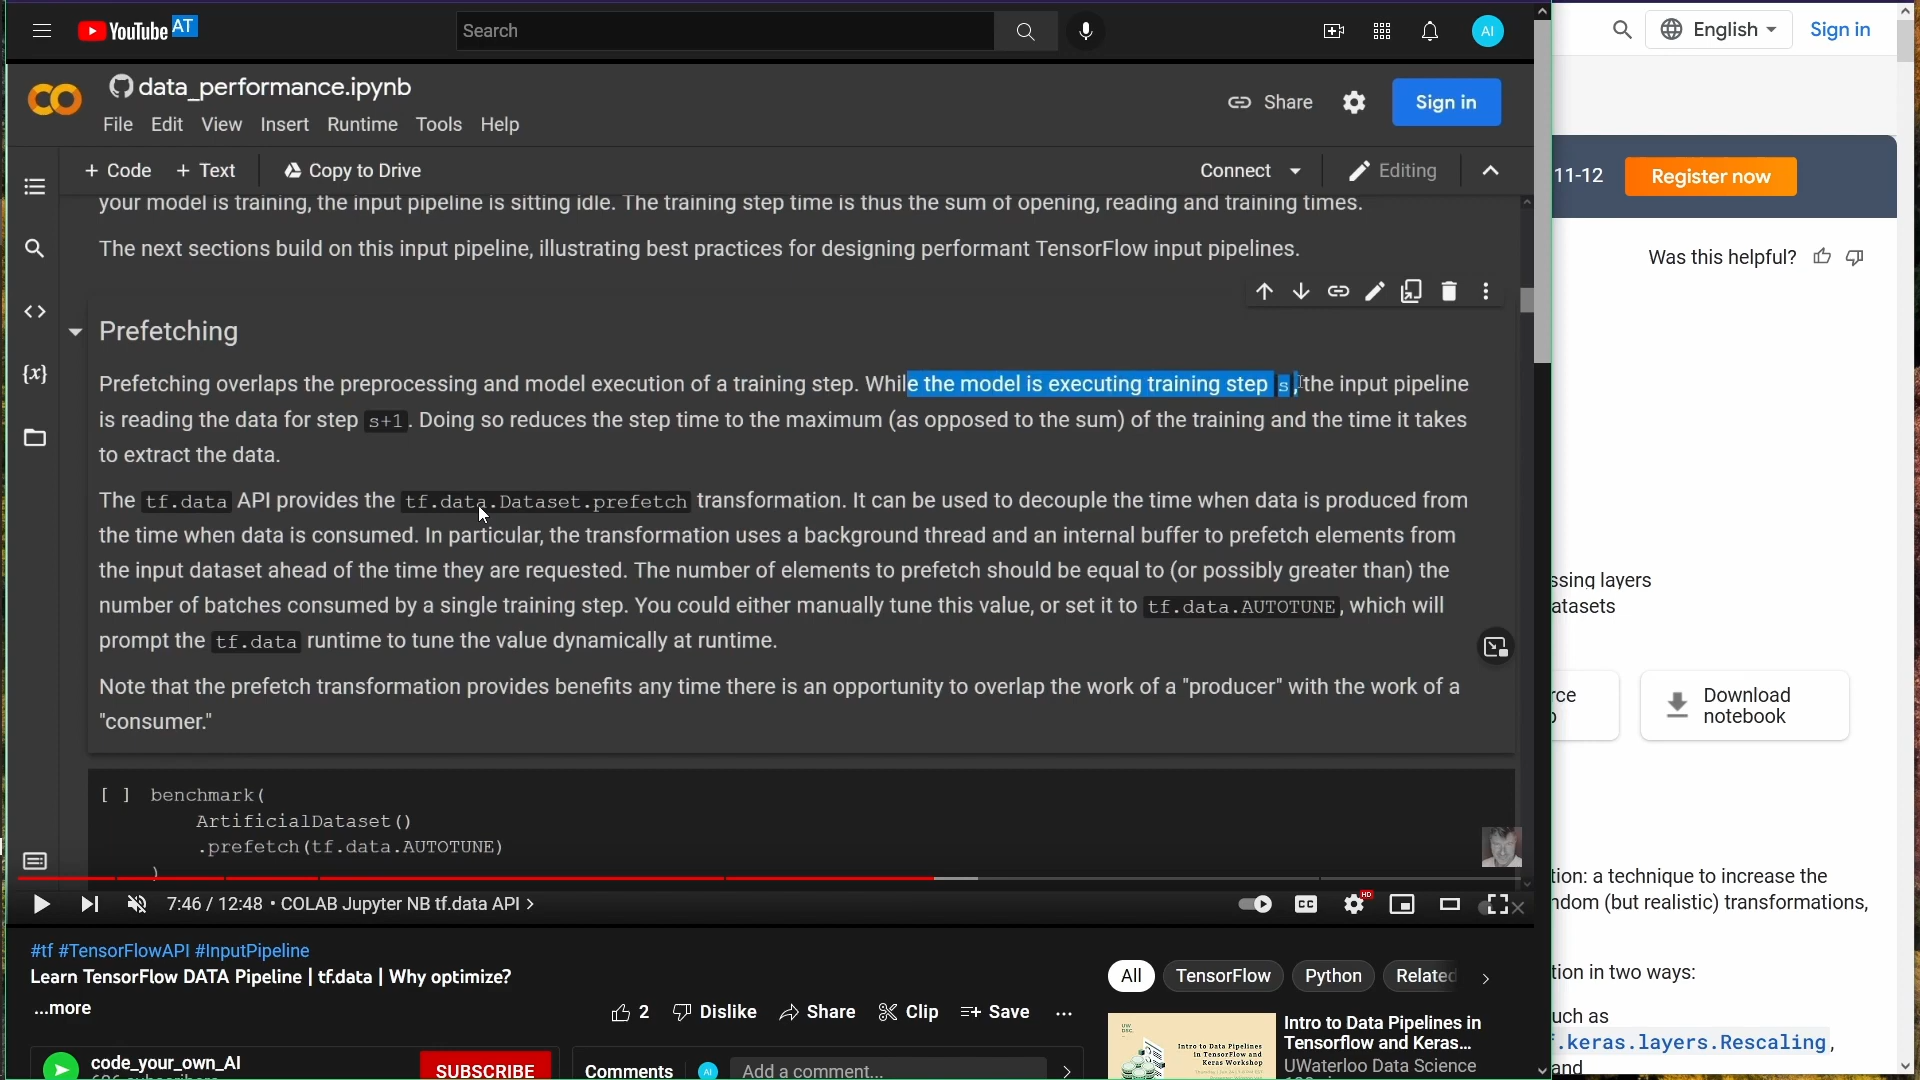 YouTube AT
Search
AI
English
Sign in
data_performance.ipynb
File Edit View Insert Runtime Tools Help
Share
Sign in
+ Code + Text Copy to Drive
Connect
Editing
11-12
Register now
your model is training, the input pipeline is sitting idle. The training step time is thus the sum of opening, reading and training times.
The next sections build on this input pipeline, illustrating best practices for designing performant TensorFlow input pipelines.
Was this helpful?
Prefetching
Prefetching overlaps the preprocessing and model execution of a training step. While the model is executing training step s, the input pipeline
is reading the data for step s+1. Doing so reduces the step time to the maximum (as opposed to the sum) of the training and the time it takes
to extract the data.
The tf.data API provides the tf.data.Dataset.prefetch transformation. It can be used to decouple the time when data is produced from
the time when data is consumed. In particular, the transformation uses a background thread and an internal buffer to prefetch elements from
the input dataset ahead of the time they are requested. The number of elements to prefetch should be equal to (or possibly greater than) the
number of batches consumed by a single training step. You could either manually tune this value, or set it to tf.data.AUTOTUNE, which will
prompt the tf.data runtime to tune the value dynamically at runtime.
Note that the prefetch transformation provides benefits any time there is an opportunity to overlap the work of a "producer" with the work of a
"consumer."
[ ] benchmark(
ArtificialDataset()
.prefetch(tf.data.AUTOTUNE)
)
ssing layers
atasets
rce
Download
notebook
tion: a technique to increase the
ndom (but realistic) transformations,
tion in two ways:
uch as
.keras.layers.Rescaling,
and
7:46 / 12:48 • COLAB Jupyter NB tf.data API >
CC
HD
#tf #TensorFlowAPI #InputPipeline
Learn TensorFlow DATA Pipeline | tf.data | Why optimize?
...more
2 Dislike Share Clip Save ...
code_your_own_AI
SUBSCRIBE
Comments
AI
Add a comment...
All TensorFlow Python Related
Intro to Data Pipelines
in TensorFlow and
Keras Workshop
Intro to Data Pipelines in
Tensorflow and Keras...
UWaterloo Data Science